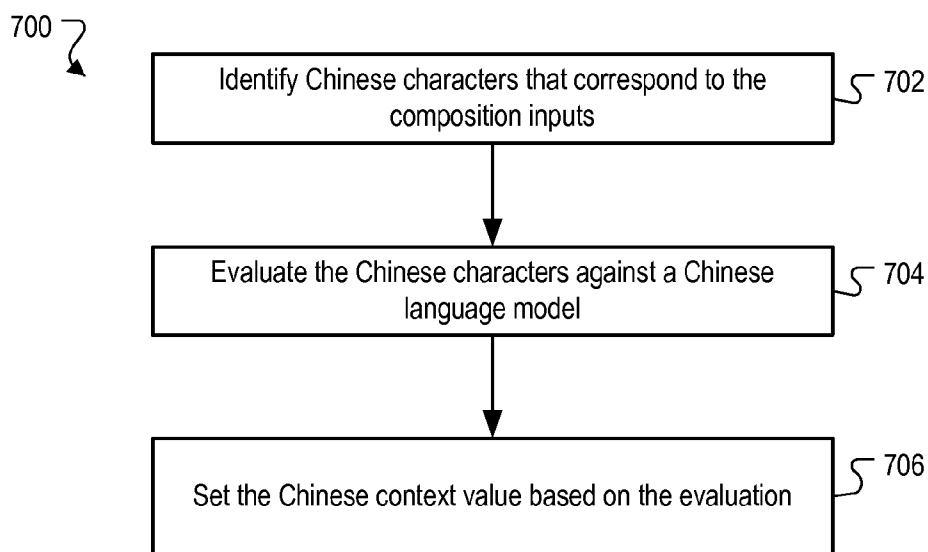 700
Identify Chinese characters that correspond to the
composition inputs
702
Evaluate the Chinese characters against a Chinese
language model
704
Set the Chinese context value based on the evaluation
706